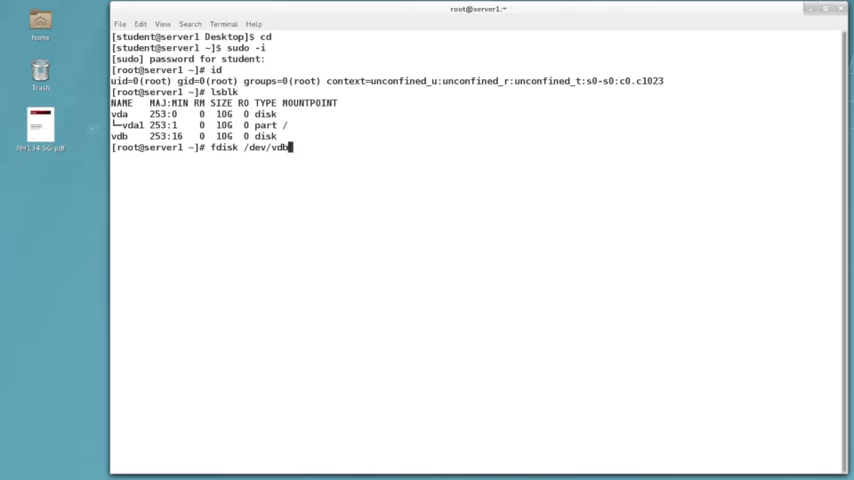 root@server1:~
File Edit View Search Terminal Help
home
Trash
RH134-SG.pdf
[student@server1 Desktop]$ cd
[student@server1 ~]$ sudo -i
[sudo] password for student:
[root@server1 ~]# id
uid=0(root) gid=0(root) groups=0(root) context=unconfined_u:unconfined_r:unconfined_t:s0-s0:c0.c1023
[root@server1 ~]# lsblk
NAME   MAJ:MIN RM SIZE RO TYPE MOUNTPOINT
vda    253:0    0  10G  0 disk
└─vda1 253:1    0  10G  0 part /
vdb    253:16   0  10G  0 disk
[root@server1 ~]# fdisk /dev/vdb